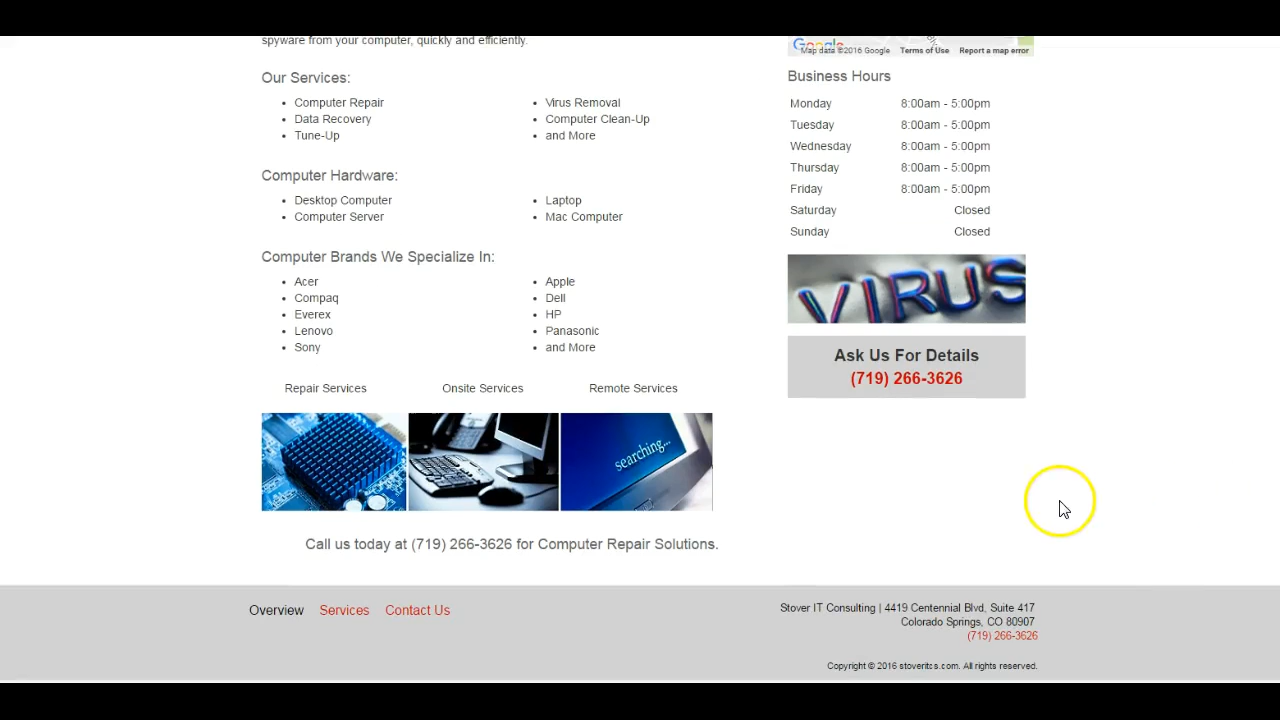 spyware from your computer, quickly and efficiently.
Our Services:
Computer Repair
Data Recovery
Tune-Up
Virus Removal
Computer Clean-Up
and More
Computer Hardware:
Desktop Computer
Computer Server
Laptop
Mac Computer
Computer Brands We Specialize In:
Acer
Compaq
Everex
Lenovo
Sony
Apple
Dell
HP
Panasonic
and More
Repair Services
Onsite Services
Remote Services
searching...
Call us today at (719) 266-3626 for Computer Repair Solutions.
Google
Map data ©2016 Google Terms of Use Report a map error
Business Hours
Monday 8:00am - 5:00pm
Tuesday 8:00am - 5:00pm
Wednesday 8:00am - 5:00pm
Thursday 8:00am - 5:00pm
Friday 8:00am - 5:00pm
Saturday Closed
Sunday Closed
VIRUS
Ask Us For Details
(719) 266-3626
Overview Services Contact Us
Stover IT Consulting | 4419 Centennial Blvd, Suite 417
Colorado Springs, CO 80907
(719) 266-3626
Copyright © 2016 stoveritcs.com. All rights reserved.